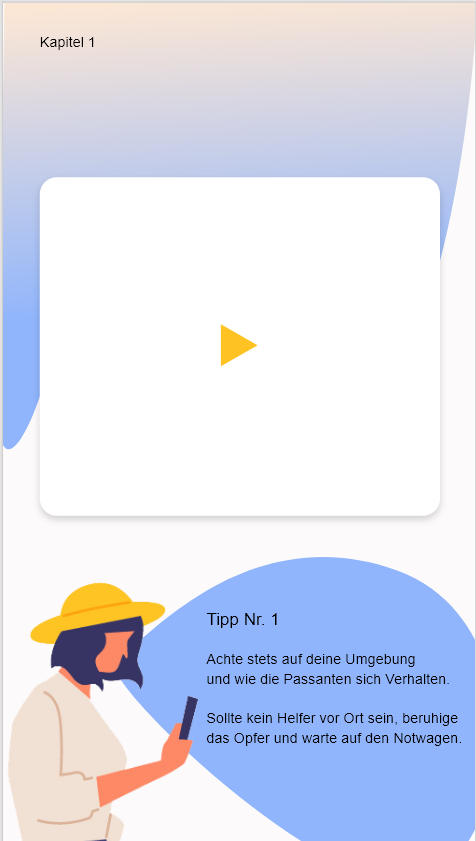 Kapitel 1
Tipp Nr. 1
Achte stets auf deine Umgebung
und wie die Passanten sich Verhalten.
Sollte kein Helfer vor Ort sein, beruhige
das Opfer und warte auf den Notwagen.